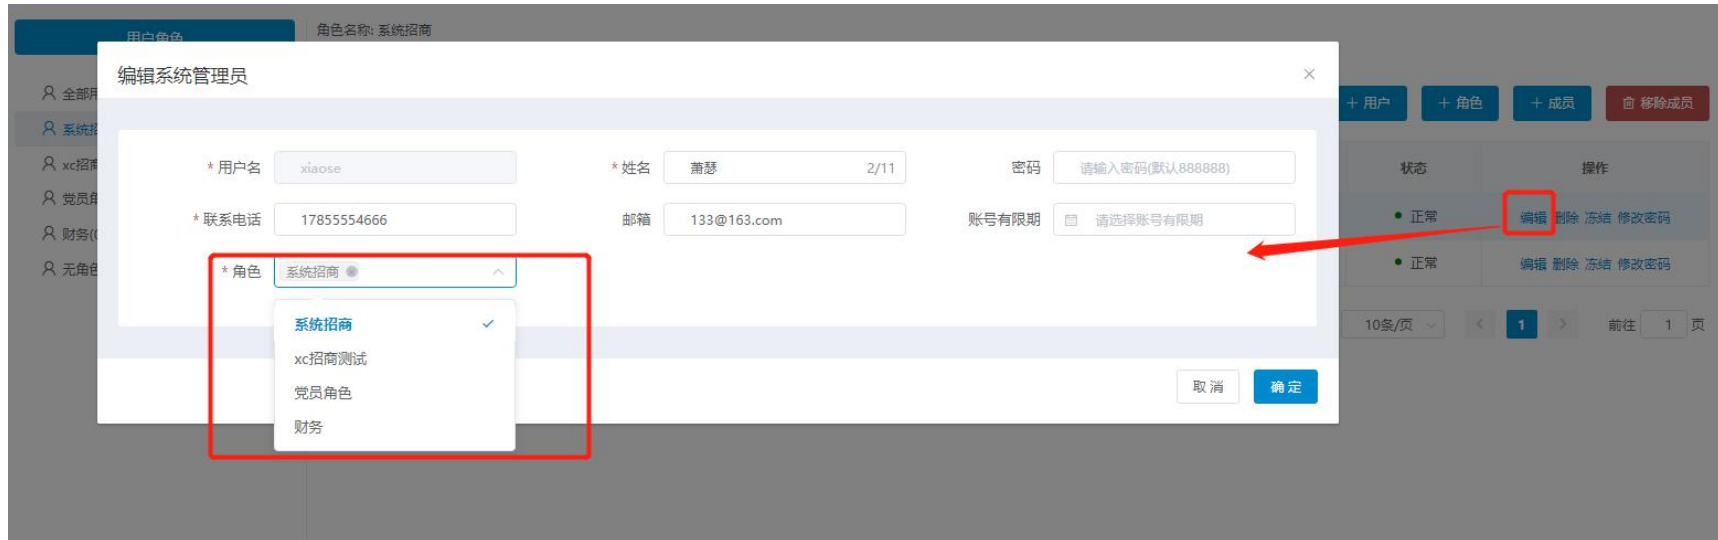 用户角色
角色名称: 系统招商
编辑系统管理员
全部用
系统招
xc招商
党员角
财务(
无角色
+ 用户
+ 角色
+ 成员
移除成员
* 用户名 xiaose
* 姓名 萧瑟 2/11
密码 请输入密码(默认888888)
* 联系电话 17855554666
邮箱 133@163.com
账号有限期 请选择账号有限期
* 角色 系统招商
系统招商
xc招商测试
党员角色
财务
取消
确定
状态 操作
正常 编辑 删除 冻结 修改密码
正常 编辑 删除 冻结 修改密码
10条/页 < 1 > 前往 1 页